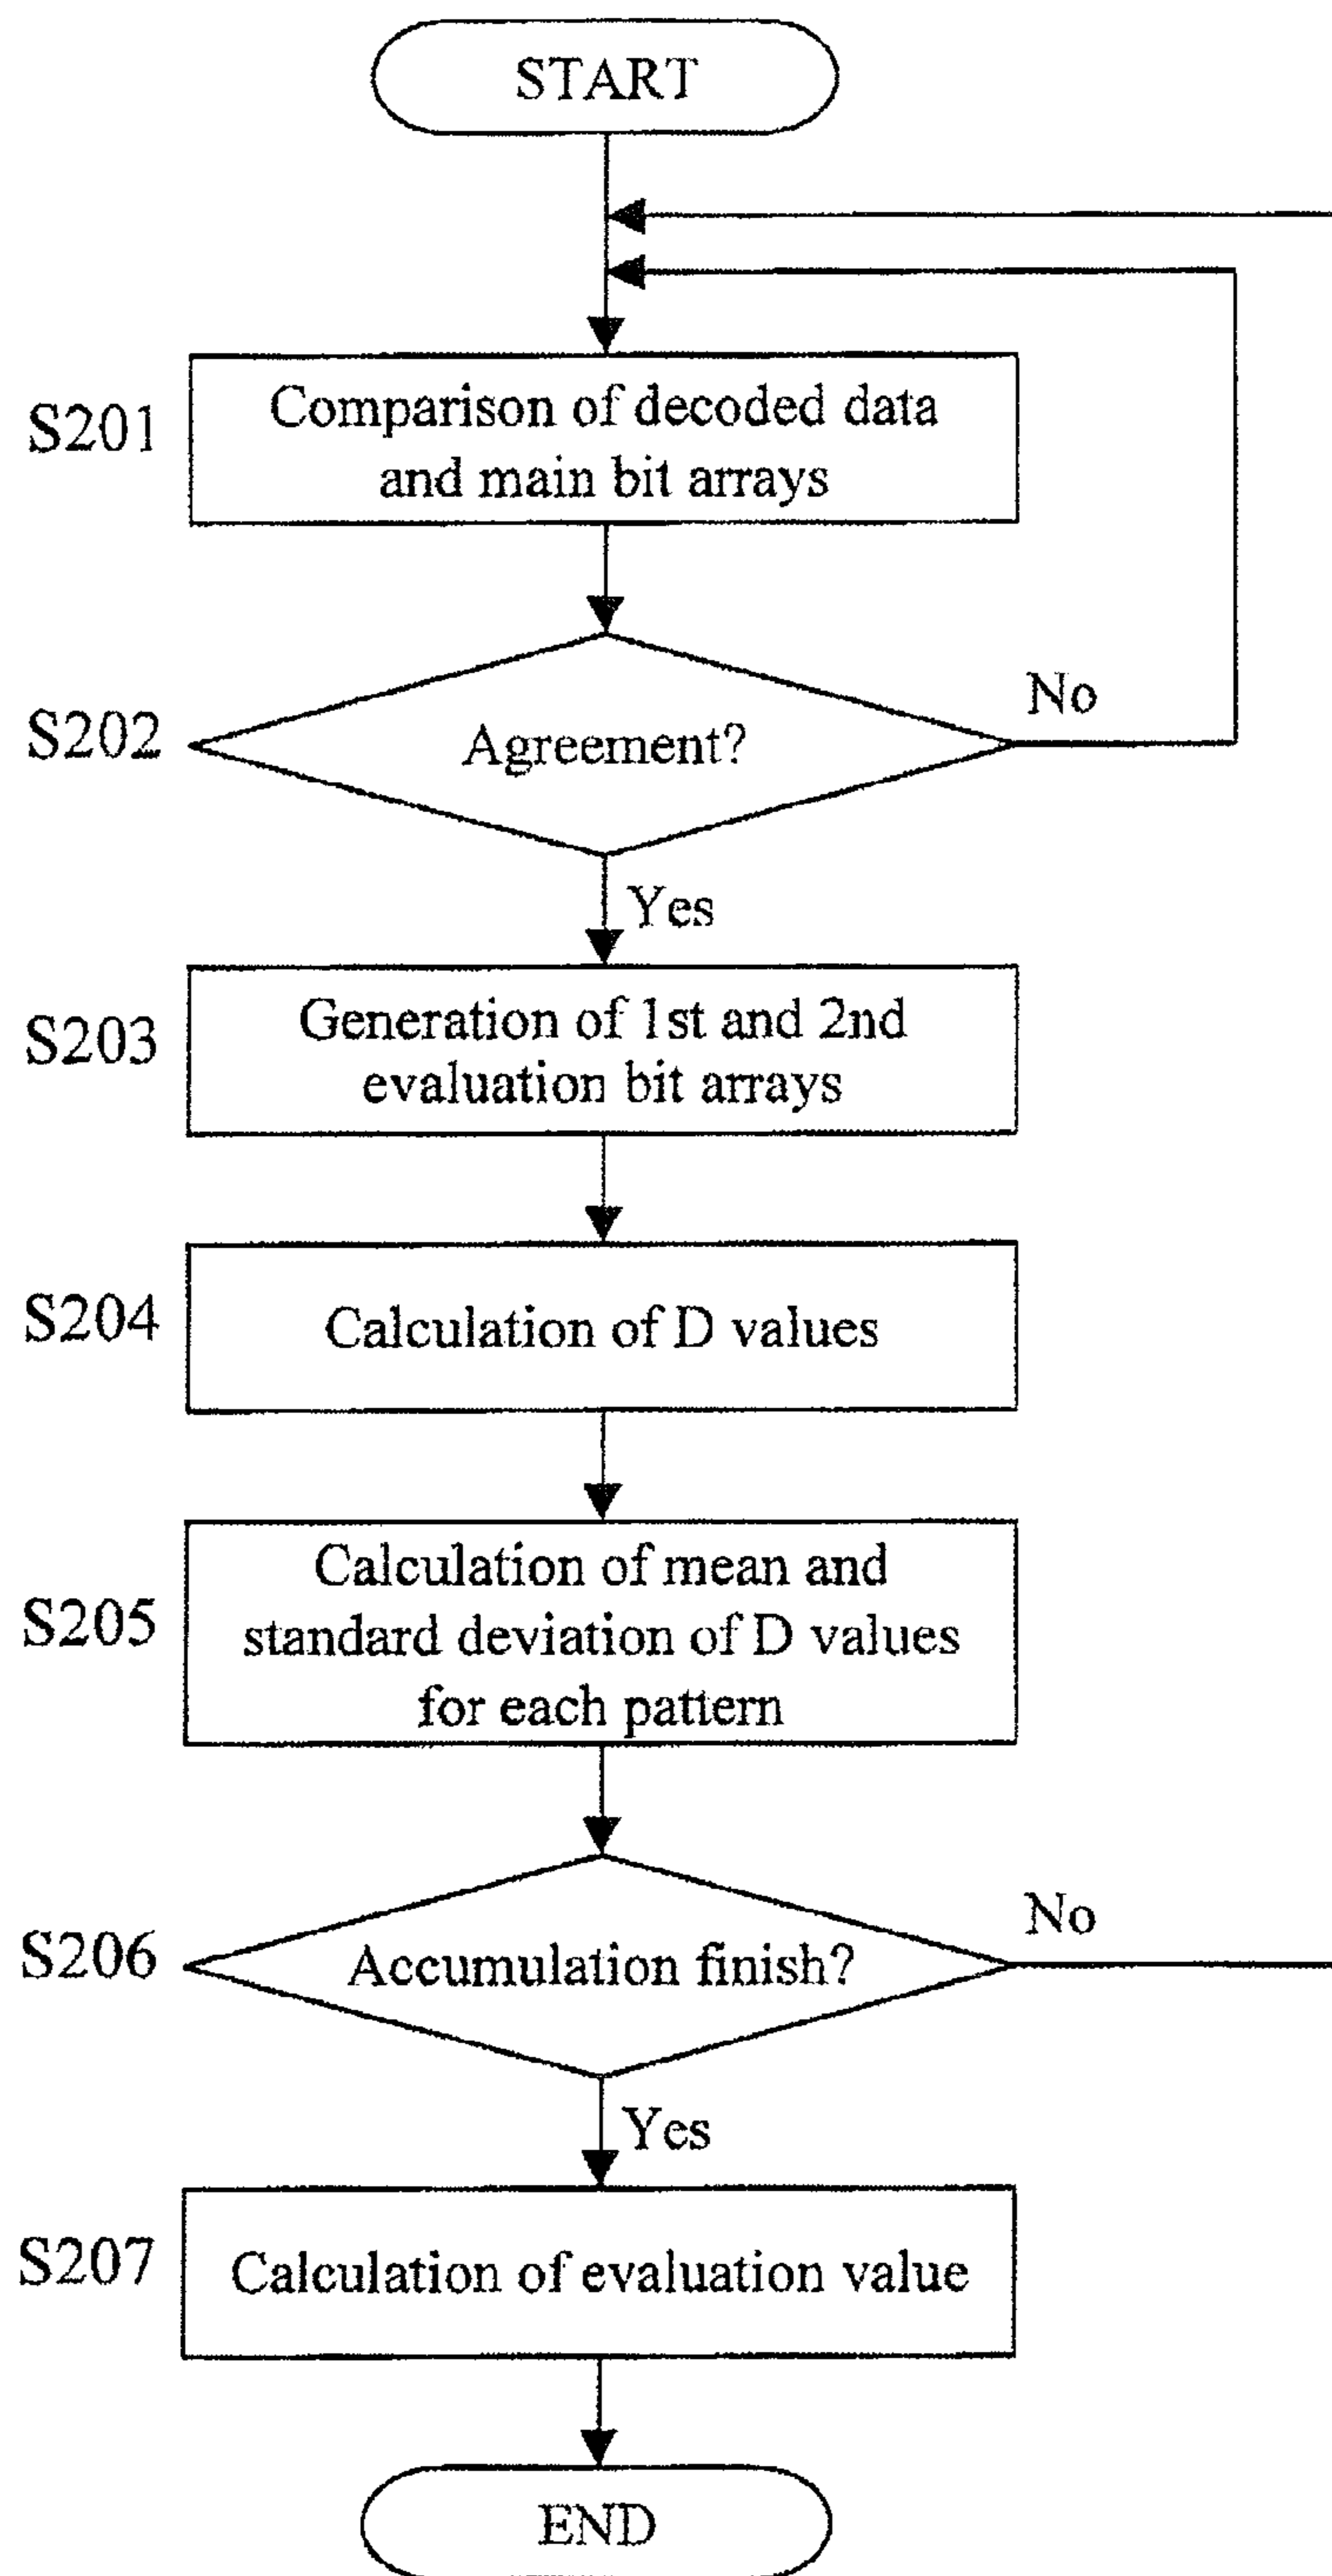 START
S201
Comparison of decoded data
and main bit arrays
S202
Agreement?
No
Yes
S203
Generation of 1st and 2nd
evaluation bit arrays
S204
Calculation of D values
S205
Calculation of mean and
standard deviation of D values
for each pattern
S206
Accumulation finish?
No
Yes
S207
Calculation of evaluation value
END